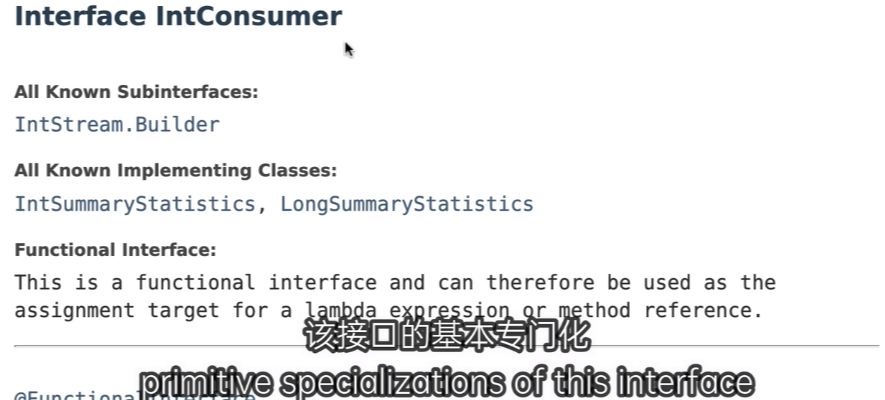 Interface IntConsumer
All Known Subinterfaces:
IntStream.Builder
All Known Implementing Classes:
IntSummaryStatistics, LongSummaryStatistics
Functional Interface:
This is a functional interface and can therefore be used as the
assignment target for a lambda expression or method reference.
该接口的基本专门化
primitive specializations of this interface
@FunctionalInterface